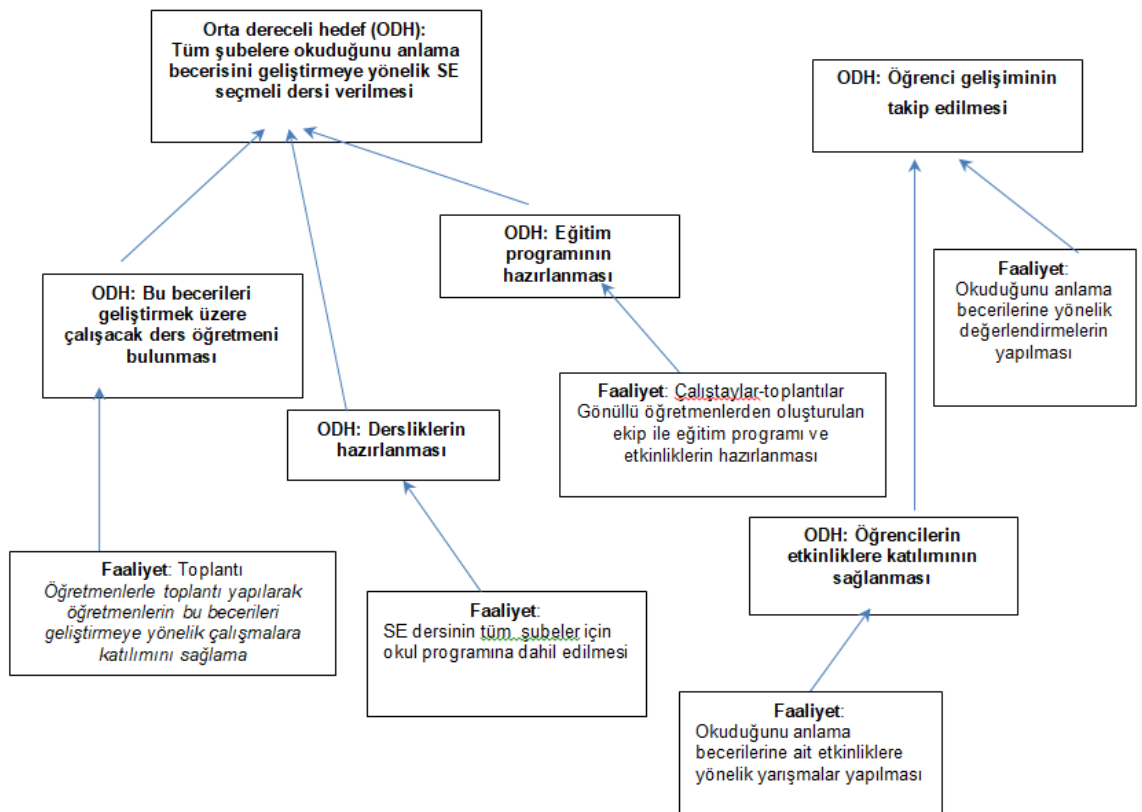 Orta dereceli hedef (ODH):
Tüm şubelere okuduğunu anlama
becerisini geliştirmeye yönelik SE
seçmeli dersi verilmesi
ODH: Öğrenci gelişiminin
takip edilmesi
ODH: Eğitim
programının
hazırlanması
Faaliyet:
Okuduğunu anlama
becerilerine yönelik
değerlendirmelerin
yapılması
ODH: Bu becerileri
geliştirmek üzere
çalışacak ders öğretmeni
bulunması
Faaliyet: Çalıştaylar-toplantılar
Gönüllü öğretmenlerden oluşturulan
ekip ile eğitim programı ve
etkinliklerin hazırlanması
ODH: Dersliklerin
hazırlanması
ODH: Öğrencilerin
etkinliklere katılımının
sağlanması
Faaliyet: Toplantı
Öğretmenlerle toplantı yapılarak
öğretmenlerin bu becerileri
geliştirmeye yönelik çalışmalara
katılımını sağlama
Faaliyet:
SE dersinin tüm şubeler için
okul programına dahil edilmesi
Faaliyet:
Okuduğunu anlama
becerilerine ait etkinliklere
yönelik yarışmalar yapılması